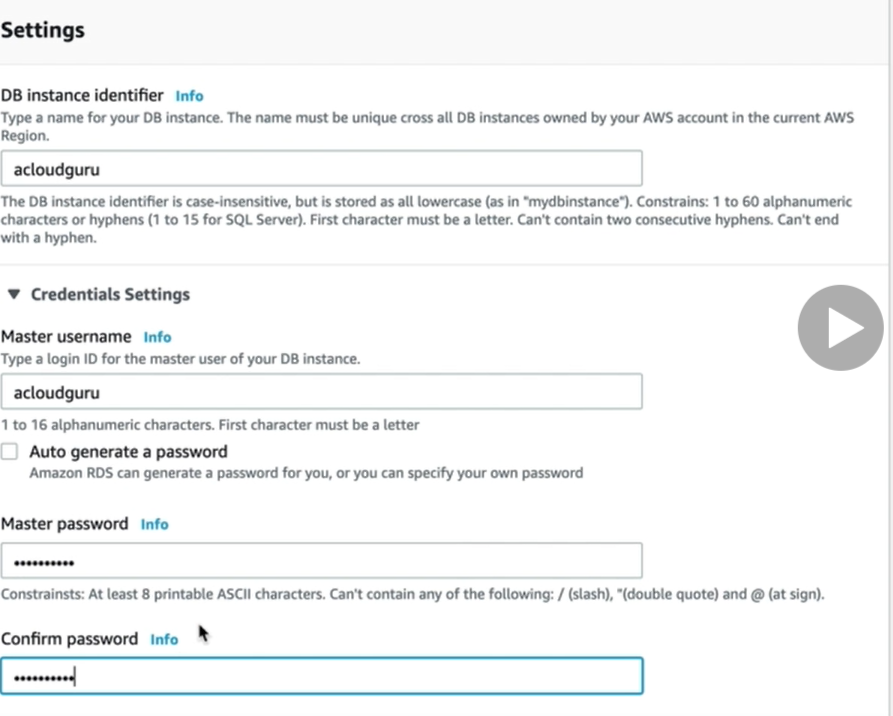 Settings
DB instance identifier Info
Type a name for your DB instance. The name must be unique cross all DB instances owned by your AWS account in the current AWS
Region.
acloudguru
The DB instance identifier is case-insensitive, but is stored as all lowercase (as in "mydbinstance"). Constrains: 1 to 60 alphanumeric
characters or hyphens (1 to 15 for SQL Server). First character must be a letter. Can't contain two consecutive hyphens. Can't end
with a hyphen.
Credentials Settings
Master username Info
Type a login ID for the master user of your DB instance.
acloudguru
1 to 16 alphanumeric characters. First character must be a letter
Auto generate a password
Amazon RDS can generate a password for you, or you can specify your own password
Master password Info
••••••••••
Constrainsts: At least 8 printable ASCII characters. Can't contain any of the following: / (slash), "(double quote) and @ (at sign).
Confirm password Info
••••••••••